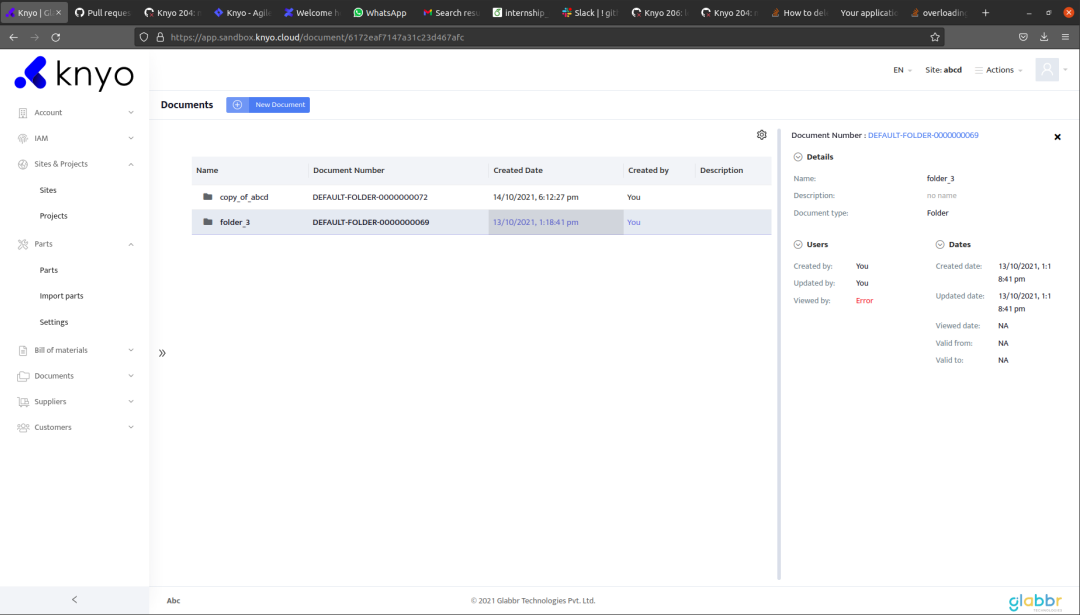 Knyo | Gl
Pull reques
Knyo 204: r
Knyo - Agil
Welcome h
WhatsApp
Search resu
internship_
Slack | ! git
Knyo 206:
Knyo 204: r
How to del
Your applicatio
overloading
https://app.sandbox.knyo.cloud/document/6172eaf7147a31c23d467afc
knyo
EN
Site: abcd
Actions
Documents
New Document
Account
IAM
Sites & Projects
Sites
Projects
Parts
Parts
Import parts
Settings
Bill of materials
Documents
Suppliers
Customers
Name Document Number Created Date Created by Description
copy_of_abcd DEFAULT-FOLDER-0000000072 14/10/2021, 6:12:27 pm You
folder_3 DEFAULT-FOLDER-0000000069 13/10/2021, 1:18:41 pm You
Document Number : DEFAULT-FOLDER-0000000069
Details
Name: folder_3
Description: no name
Document type: Folder
Users
Created by: You
Updated by: You
Viewed by: Error
Dates
Created date: 13/10/2021, 1:1
8:41 pm
Updated date: 13/10/2021, 1:1
8:41 pm
Viewed date: NA
Valid from: NA
Valid to: NA
Abc
© 2021 Glabbr Technologies Pvt. Ltd.
glabbr
TECHNOLOGIES